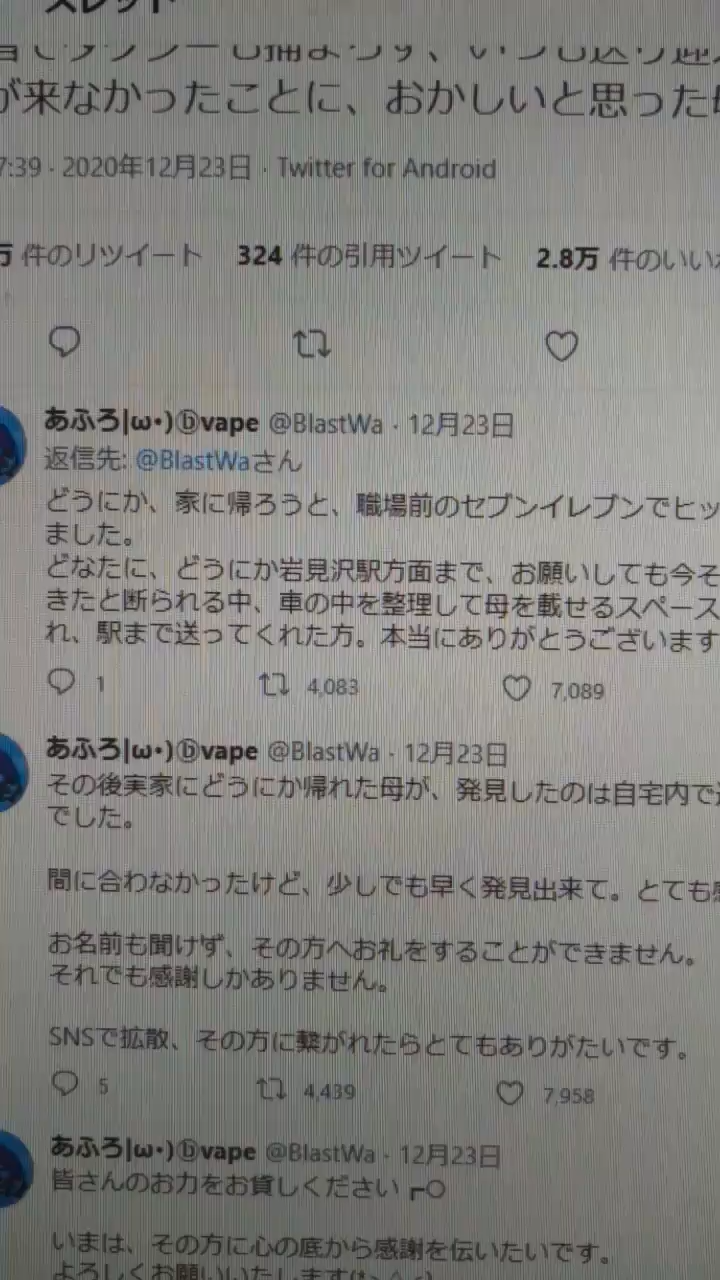 スレッド
が来なかったことに、おかしいと思った
7:39 · 2020年12月23日 · Twitter for Android
万 件のリツイート 324 件の引用ツイート 2.8万 件のいい
あふろ|ω•)ⓑvape @BlastWa · 12月23日
返信先: @BlastWaさん
どうにか、家に帰ろうと、職場前のセブンイレブンでヒッ
ました。
どなたに、どうにか岩見沢駅方面まで、お願いしても今そ
きたと断られる中、車の中を整理して母を載せるスペース
れ、駅まで送ってくれた方。本当にありがとうございます
1 4,083 7,089
あふろ|ω•)ⓑvape @BlastWa · 12月23日
その後実家にどうにか帰れた母が、発見したのは自宅内で
でした。
間に合わなかったけど、少しでも早く発見出来て。とても
お名前も聞けず、その方へお礼をすることができません。
それでも感謝しかありません。
SNSで拡散、その方に繋がれたらとてもありがたいです。
5 4,439 7,958
あふろ|ω•)ⓑvape @BlastWa · 12月23日
皆さんのお力をお貸しください┏○
いまは、その方に心の底から感謝を伝いたいです。
よろしくお願いいたします